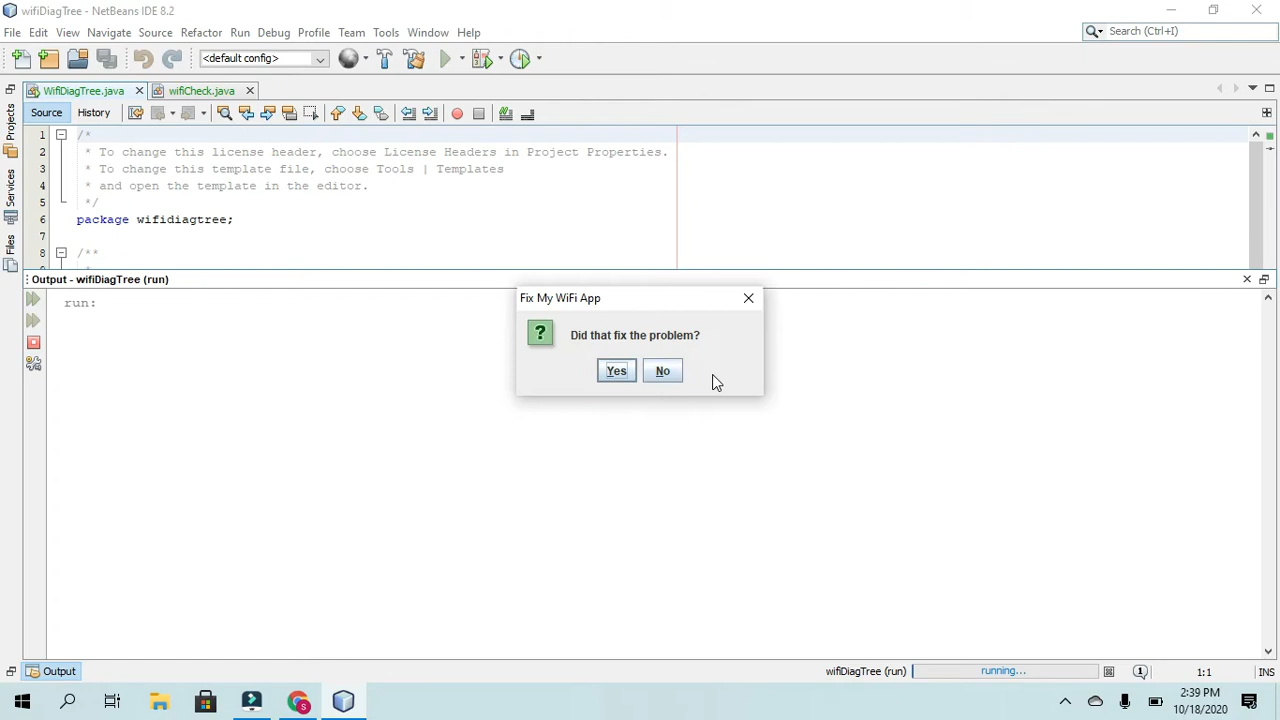 wifiDiagTree - NetBeans IDE 8.2
File Edit View Navigate Source Refactor Run Debug Profile Team Tools Window Help
Search (Ctrl+I)
<default config>
WifiDiagTree.java
wifiCheck.java
Source History
Projects
Services
Files
1 /*
2 * To change this license header, choose License Headers in Project Properties.
3 * To change this template file, choose Tools | Templates
4 * and open the template in the editor.
5 */
6 package wifidiagtree;
7
8 /**
Output - wifiDiagTree (run)
run:
Fix My WiFi App
?
Did that fix the problem?
Yes No
Output
wifiDiagTree (run) running... 1 1:1 INS
2:39 PM
10/18/2020